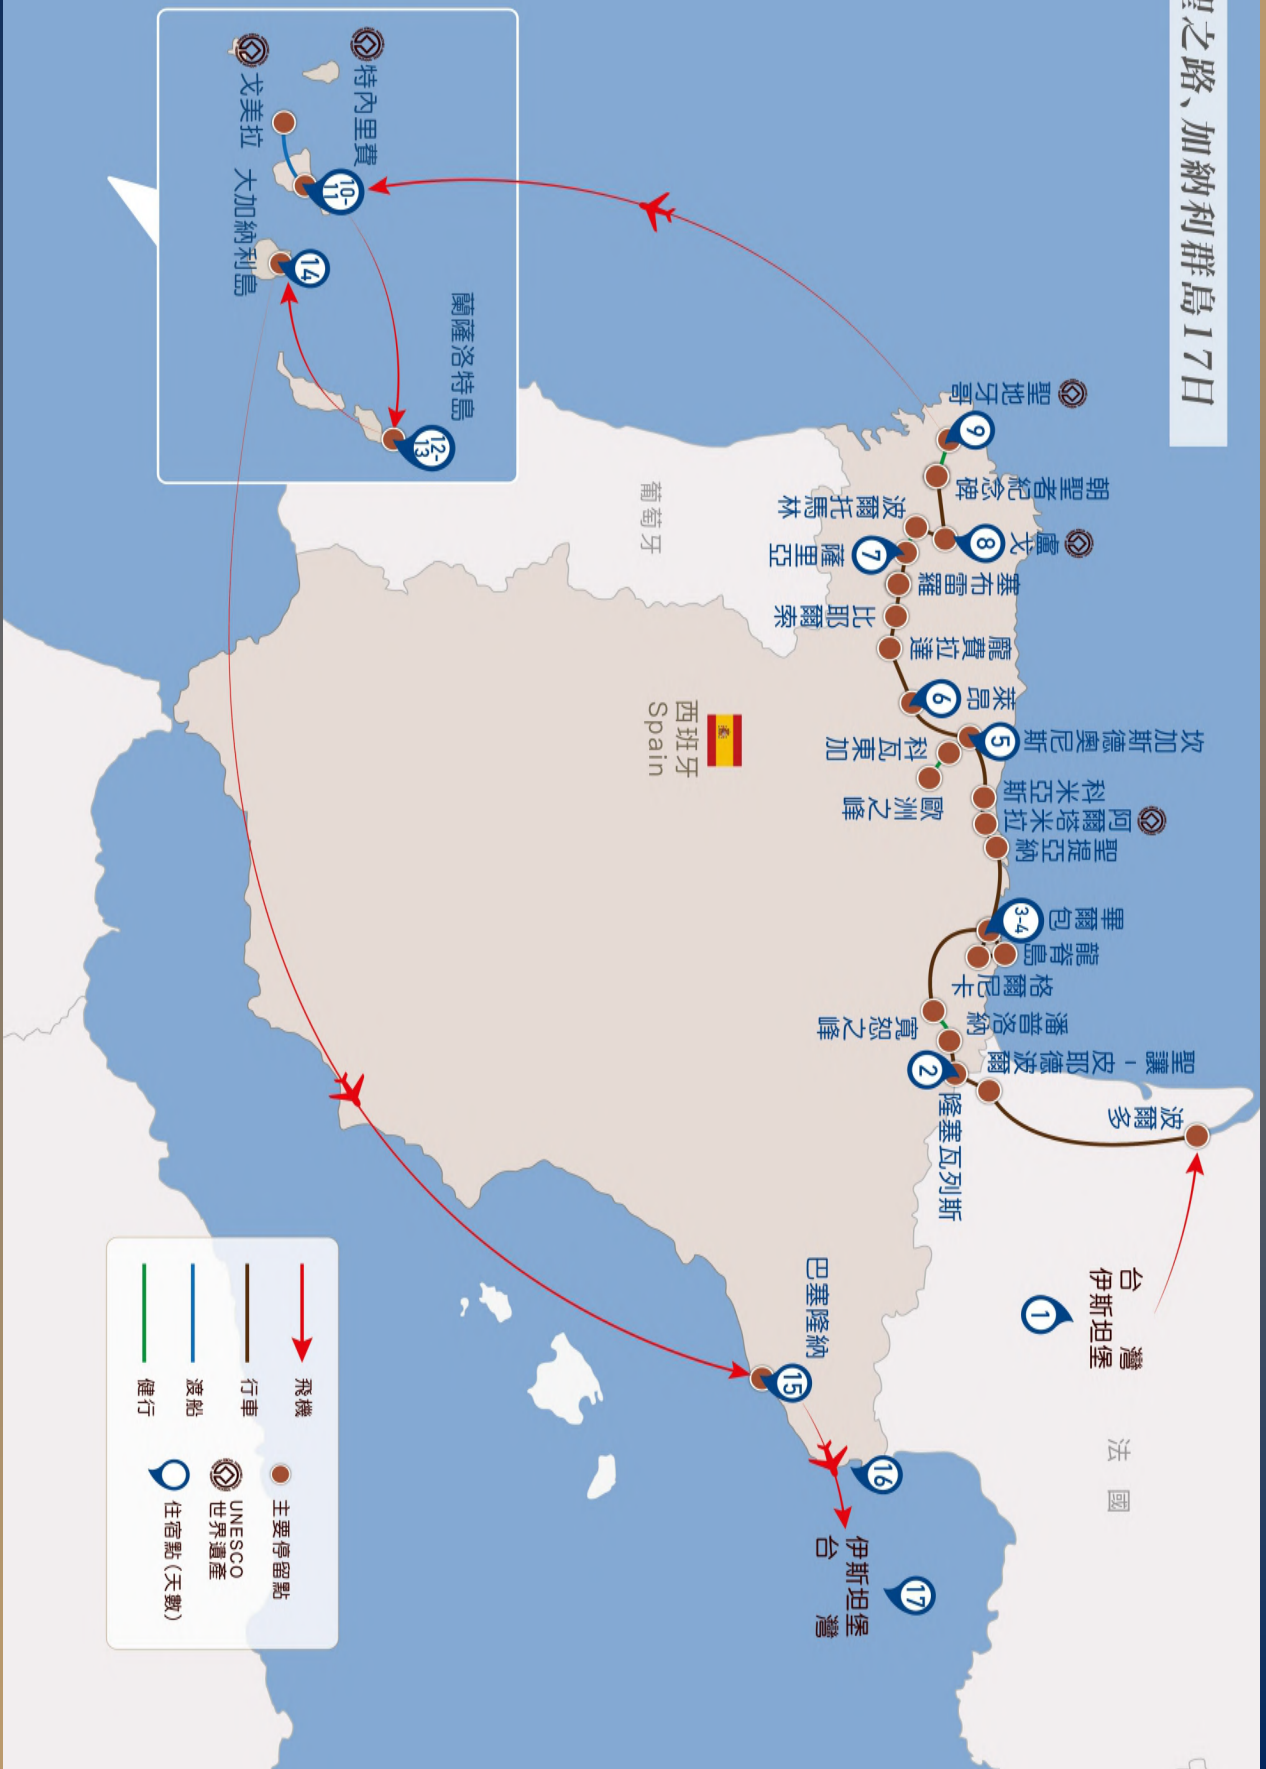 聖之路、加納利群島17日
聖地牙哥
9
朝聖者紀念碑
盧戈
8
波爾托馬林
薩里亞
7
塞布雷羅
比耶爾索
龐費拉達
萊昂
6
坎加斯德奧尼斯
5
科瓦東加
歐洲之峰
科米亞斯
阿爾塔米拉
聖提亞納
畢爾包
3-4
龍脊島
格爾尼卡
潘普洛納
寬恕之峰
聖讓-皮耶德波爾
2
隆塞瓦列斯
波爾多
台灣
伊斯坦堡
1
法國
葡萄牙
西班牙
Spain
巴塞隆納
15
16
17
伊斯坦堡
台灣
特內里費
戈美拉
10-
11
大加納利島
14
蘭薩洛特島
12-
13
飛機
行車
渡船
健行
主要停留點
UNESCO
世界遺產
住宿點(天數)